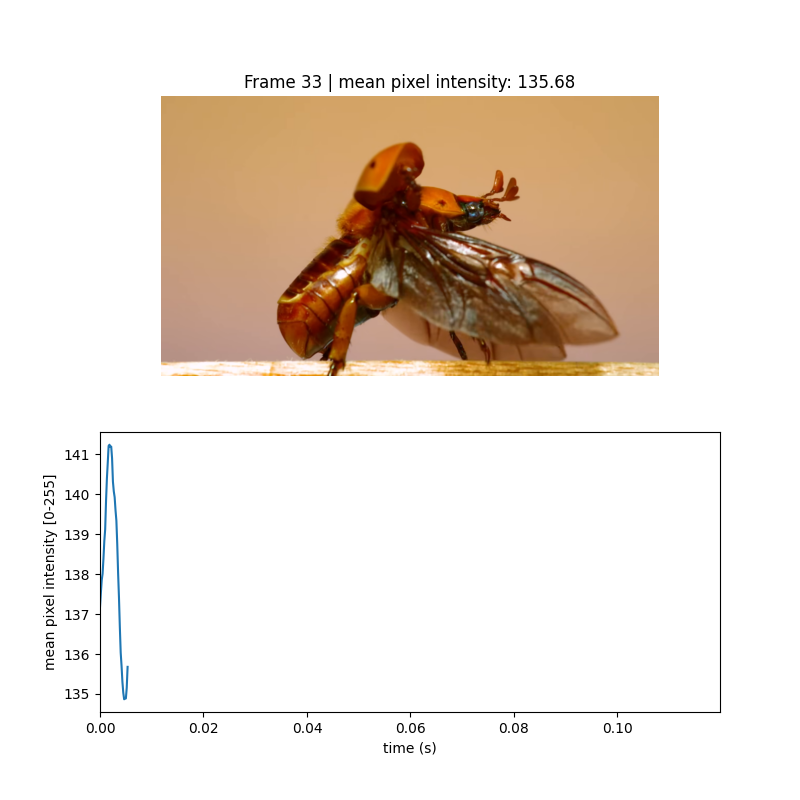 Frame 33 | mean pixel intensity: 135.68
141
140
139
138
137
136
135
mean pixel intensity [0-255]
0.00 0.02 0.04 0.06 0.08 0.10
time (s)